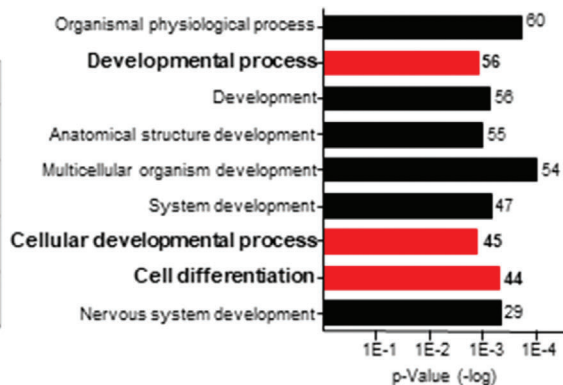 Organismal physiological process 60
Developmental process 56
Development 56
Anatomical structure development 55
Multicellular organism development 54
System development 47
Cellular developmental process 45
Cell differentiation 44
Nervous system development 29
1E-1 1E-2 1E-3 1E-4
p-Value (-log)